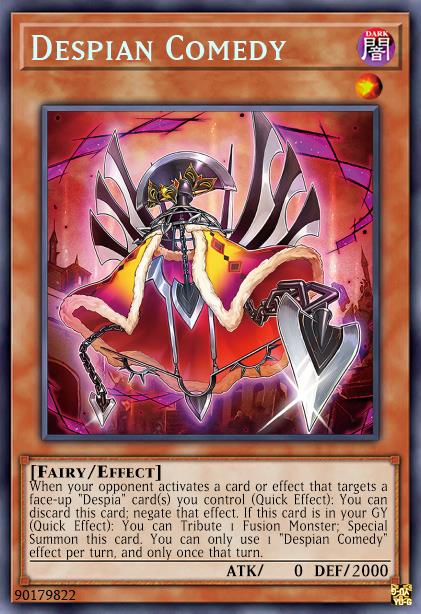 Despian Comedy
DARK
闇
[Fairy/Effect]
When your opponent activates a card or effect that targets a
face-up "Despia" card(s) you control (Quick Effect): You can
discard this card; negate that effect. If this card is in your GY
(Quick Effect): You can Tribute 1 Fusion Monster; Special
Summon this card. You can only use 1 "Despian Comedy"
effect per turn, and only once that turn.
ATK/ 0 DEF/2000
90179822